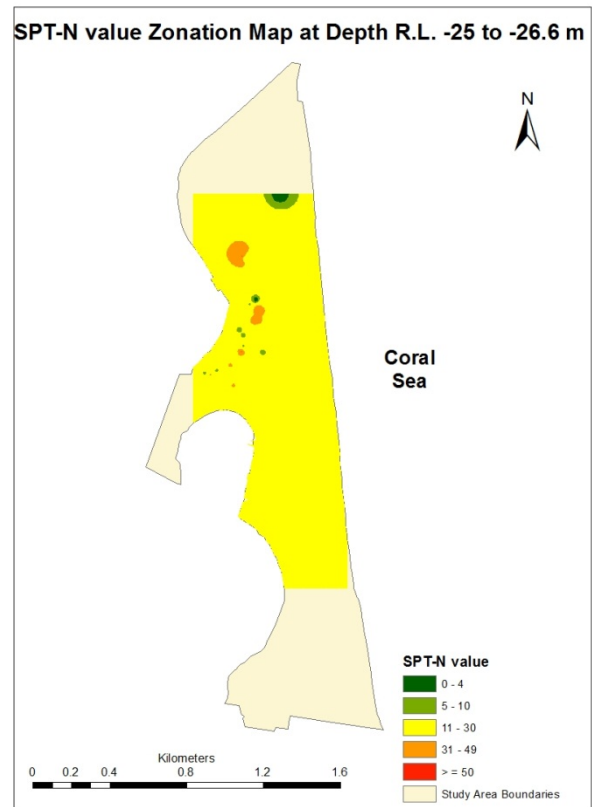 SPT-N value Zonation Map at Depth R.L. -25 to -26.6 m
N
Coral
Sea
SPT-N value
0 - 4
5 - 10
11 - 30
31 - 49
> = 50
Study Area Boundaries
Kilometers
0 0.2 0.4 0.8 1.2 1.6